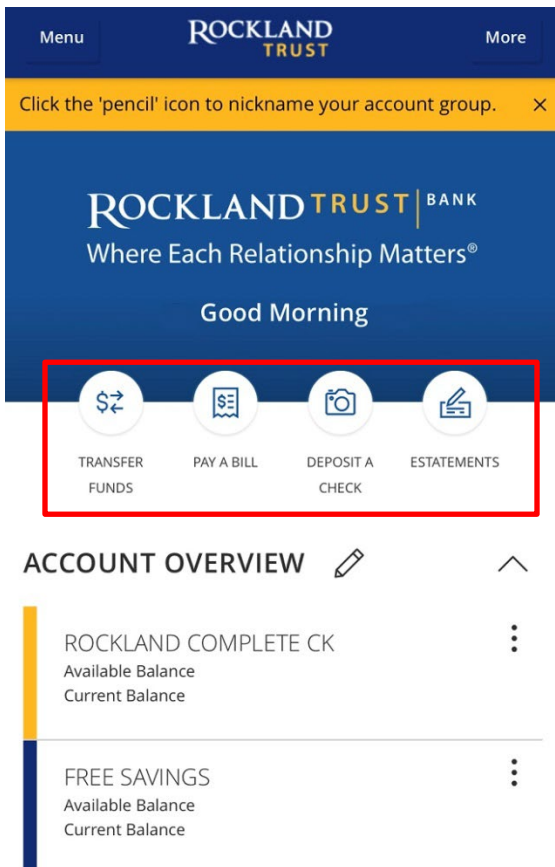 Menu
ROCKLAND
TRUST
More
Click the 'pencil' icon to nickname your account group.
ROCKLAND TRUST BANK
Where Each Relationship Matters®
Good Morning
TRANSFER
FUNDS
PAY A BILL
DEPOSIT A
CHECK
ESTATEMENTS
ACCOUNT OVERVIEW
ROCKLAND COMPLETE CK
Available Balance
Current Balance
FREE SAVINGS
Available Balance
Current Balance